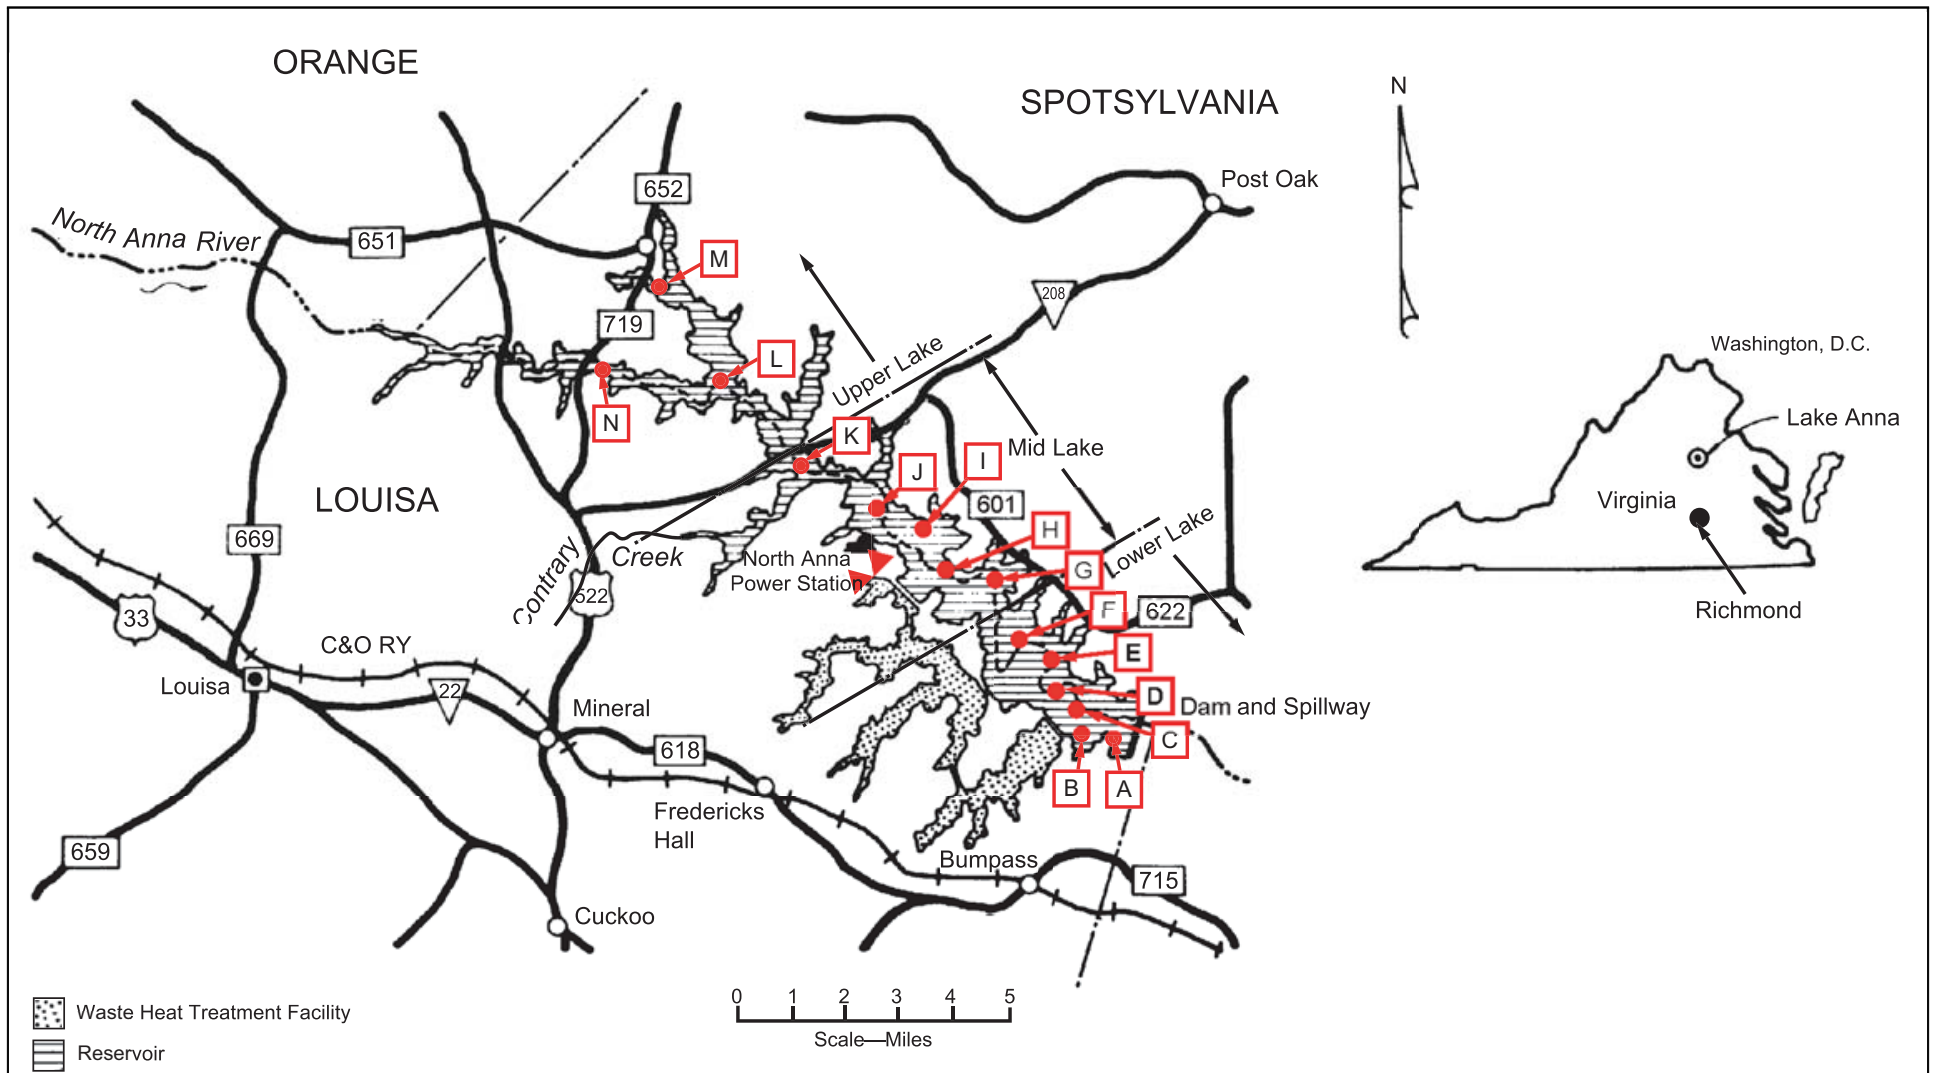 ORANGE
SPOTSYLVANIA
N
Post Oak
652
North Anna River
651
M
208
719
Upper Lake
Washington, D.C.
L
N
K
Mid Lake
Lake Anna
J
I
LOUISA
601
Virginia
669
H
Lower Lake
Contrary
Creek
North Anna
Power Station
G
522
F
622
Richmond
33
C&O RY
E
Louisa
22
Mineral
D
Dam and Spillway
618
C
B
A
Fredericks
Hall
659
Bumpass
715
Cuckoo
0 1 2 3 4 5
Scale—Miles
Waste Heat Treatment Facility
Reservoir